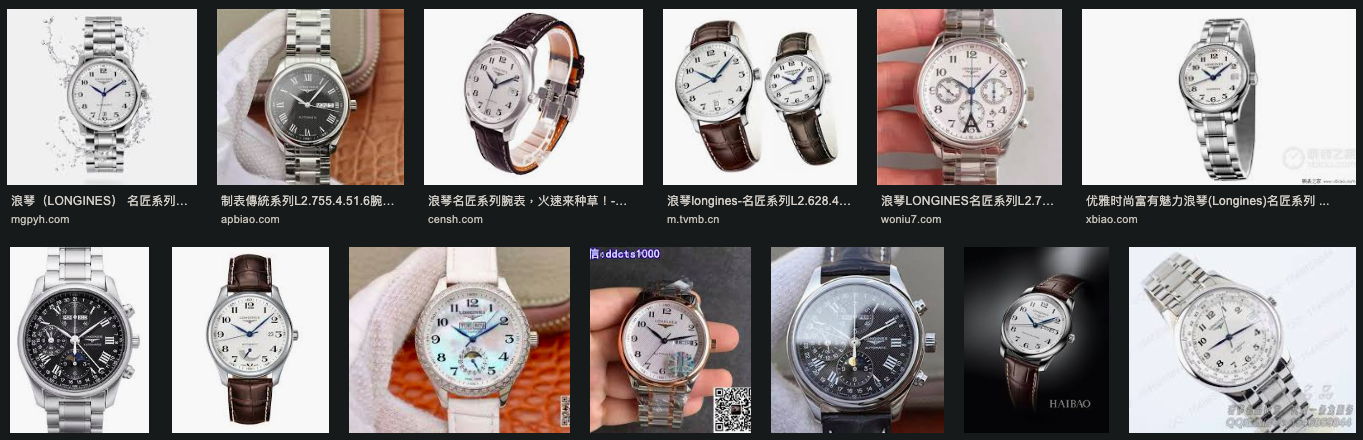 浪琴（LONGINES） 名匠系列...
mgpyh.com
制表傳統系列L2.755.4.51.6腕...
apbiao.com
浪琴名匠系列腕表，火速来种草！-...
censh.com
浪琴longines-名匠系列L2.628.4...
m.tvmb.cn
浪琴LONGINES名匠系列L2.7...
woniu7.com
优雅时尚富有魅力浪琴(Longines)名匠系列 ...
xbiao.com
信:ddcts1000
HAIBAO